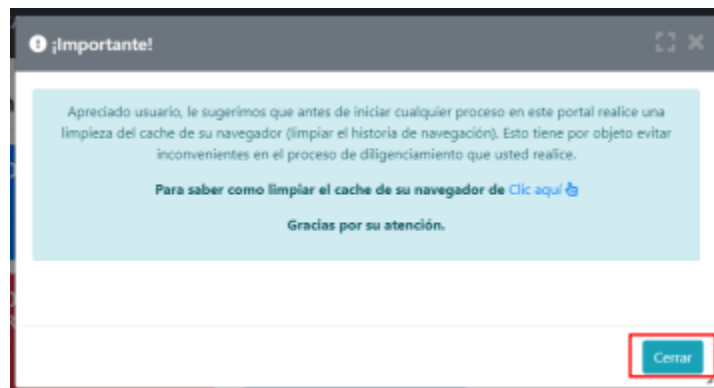 ¡Importante!
Apreciado usuario, le sugerimos que antes de iniciar cualquier proceso en este portal realice una
limpieza del cache de su navegador (limpiar el historia de navegación). Esto tiene por objeto evitar
inconvenientes en el proceso de diligenciamiento que usted realice.
Para saber como limpiar el cache de su navegador de Clic aquí
Gracias por su atención.
Cerrar